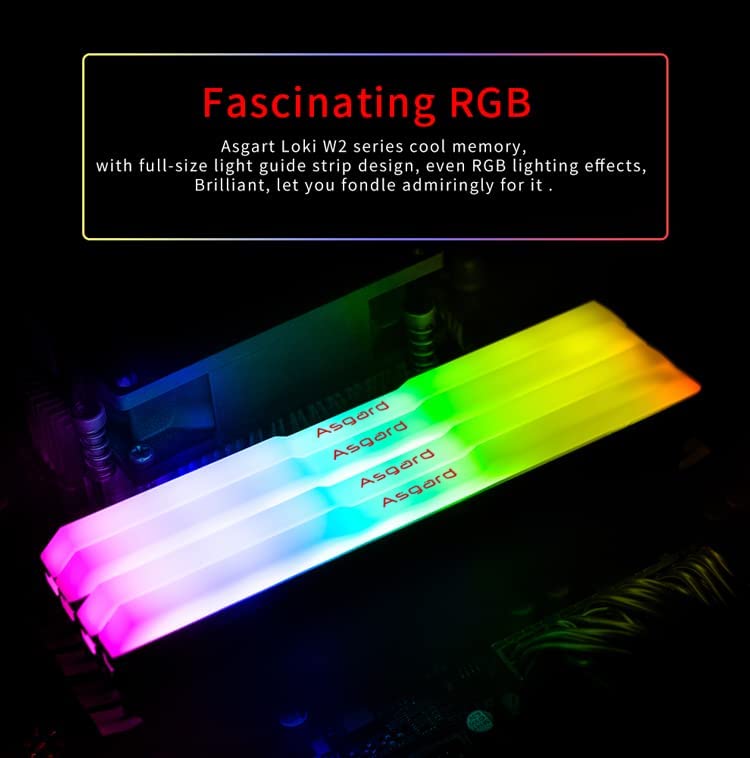 Fascinating RGB
Asgart Loki W2 series cool memory,
with full-size light guide strip design, even RGB lighting effects,
Brilliant, let you fondle admiringly for it .
Asgard
Asgard
Asgard
Asgard